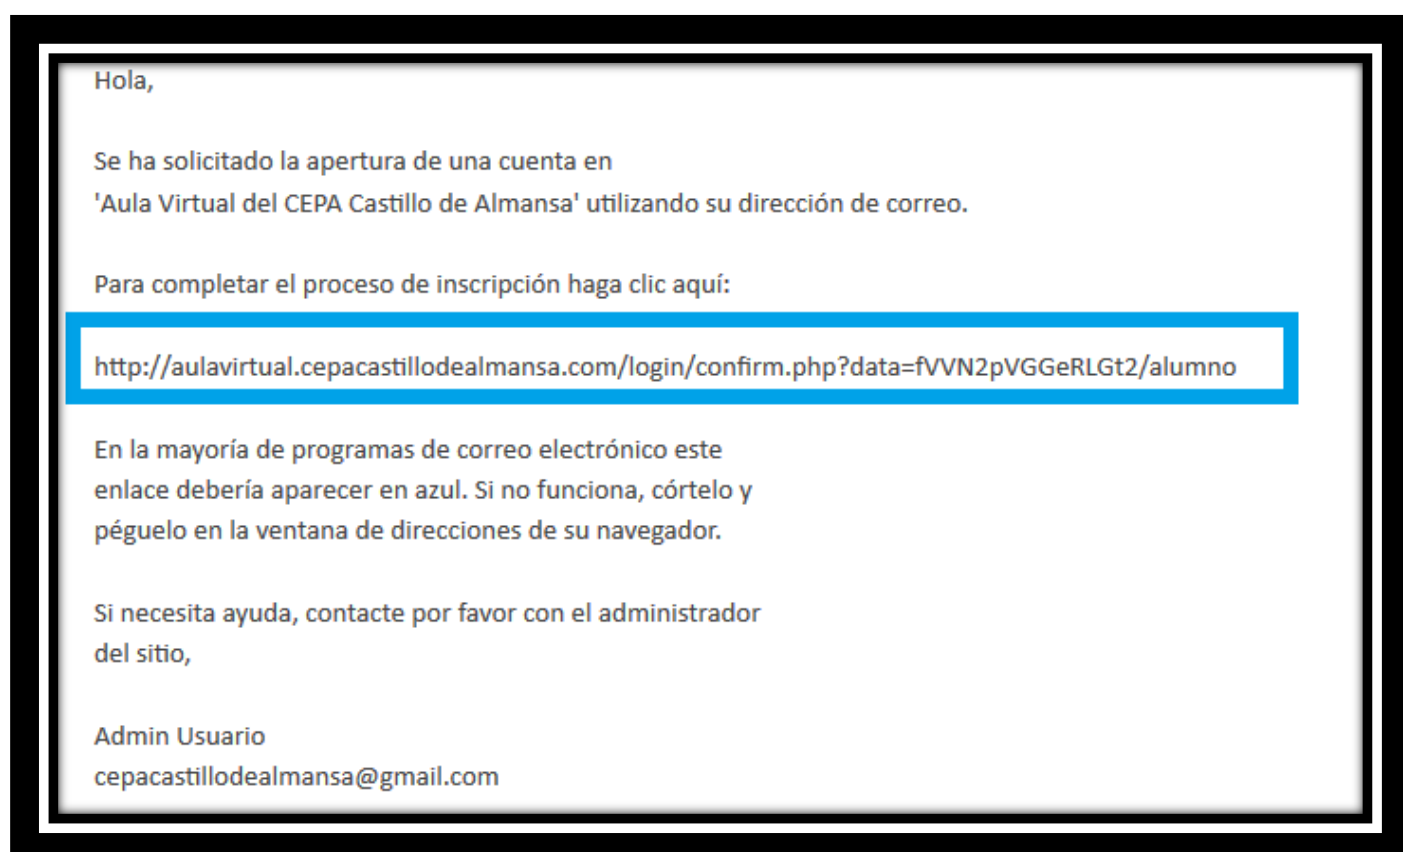 Hola,
Se ha solicitado la apertura de una cuenta en
'Aula Virtual del CEPA Castillo de Almansa' utilizando su dirección de correo.
Para completar el proceso de inscripción haga clic aquí:
http://aulavirtual.cepacastillodealmansa.com/login/confirm.php?data=fVVN2pVGGeRLGt2/alumno
En la mayoría de programas de correo electrónico este
enlace debería aparecer en azul. Si no funciona, córtelo y
péguelo en la ventana de direcciones de su navegador.
Si necesita ayuda, contacte por favor con el administrador
del sitio,
Admin Usuario
cepacastillodealmansa@gmail.com